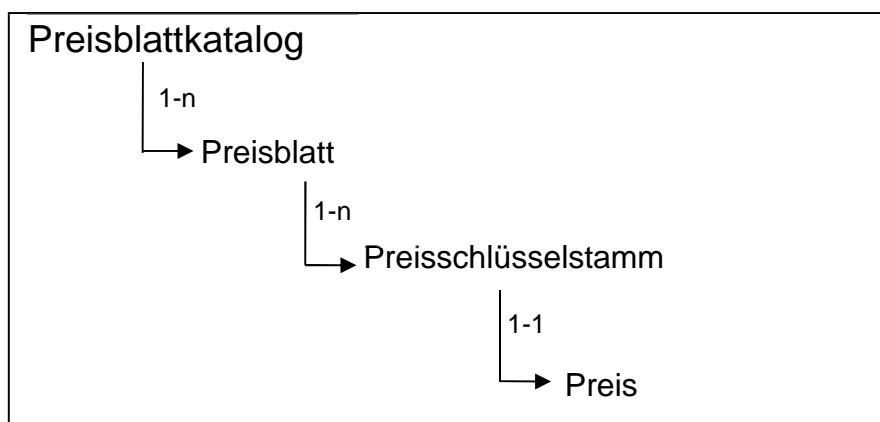 Preisblattkatalog
1-n
Preisblatt
1-n
Preisschlüsselstamm
1-1
Preis